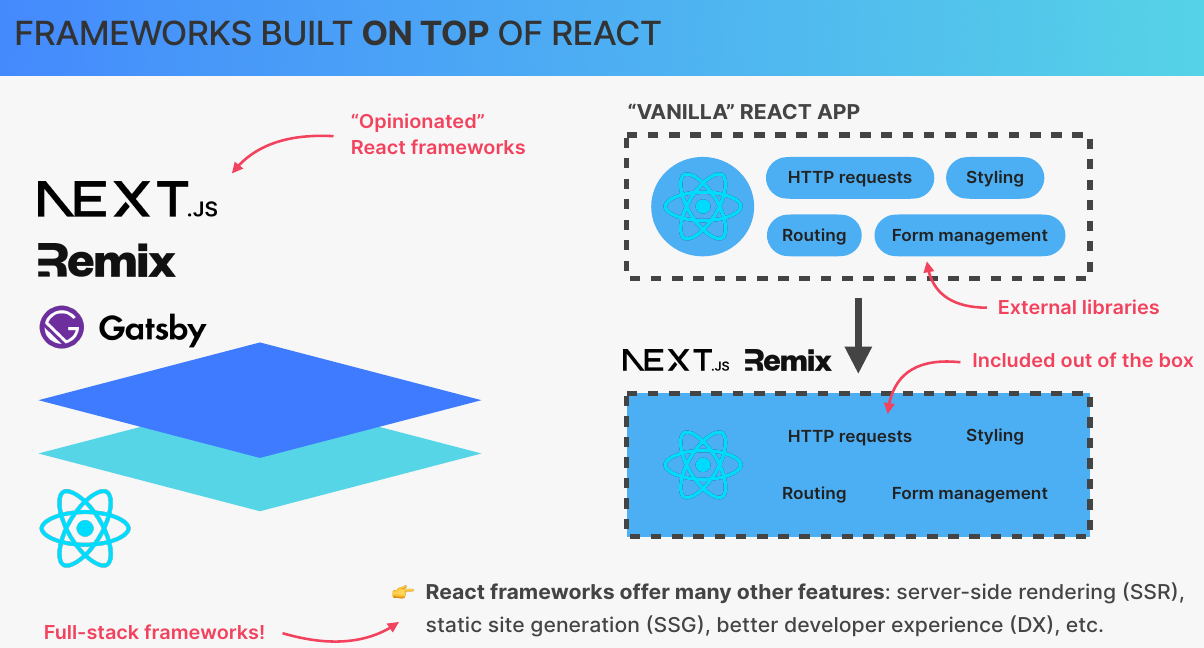 FRAMEWORKS BUILT ON TOP OF REACT
“Opinionated”
React frameworks
NEXT.JS
Remix
Gatsby
“VANILLA” REACT APP
HTTP requests
Styling
Routing
Form management
External libraries
NEXT.JS Remix
Included out of the box
HTTP requests
Styling
Routing
Form management
👉 React frameworks offer many other features: server-side rendering (SSR),
static site generation (SSG), better developer experience (DX), etc.
Full-stack frameworks!